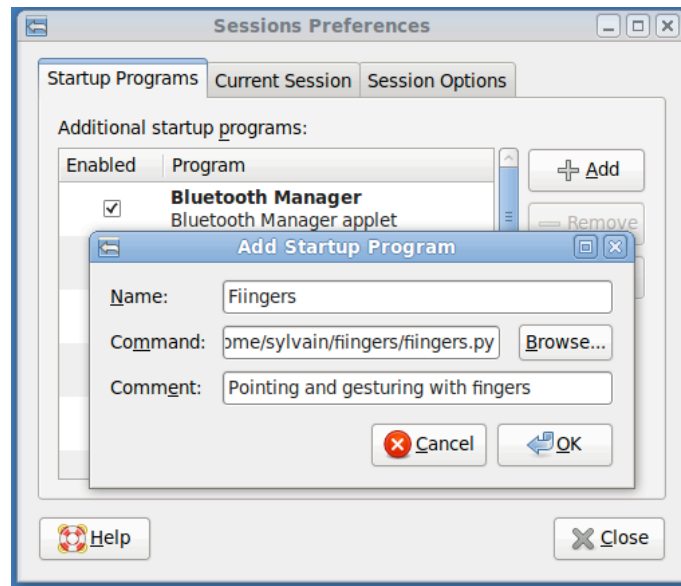 Sessions Preferences
Startup Programs Current Session Session Options
Additional startup programs:
Enabled Program
Add
Bluetooth Manager
Bluetooth Manager applet
Remove
Add Startup Program
Name: Fiingers
Command: ome/sylvain/fiingers/fiingers.py Browse...
Comment: Pointing and gesturing with fingers
Cancel OK
Help Close